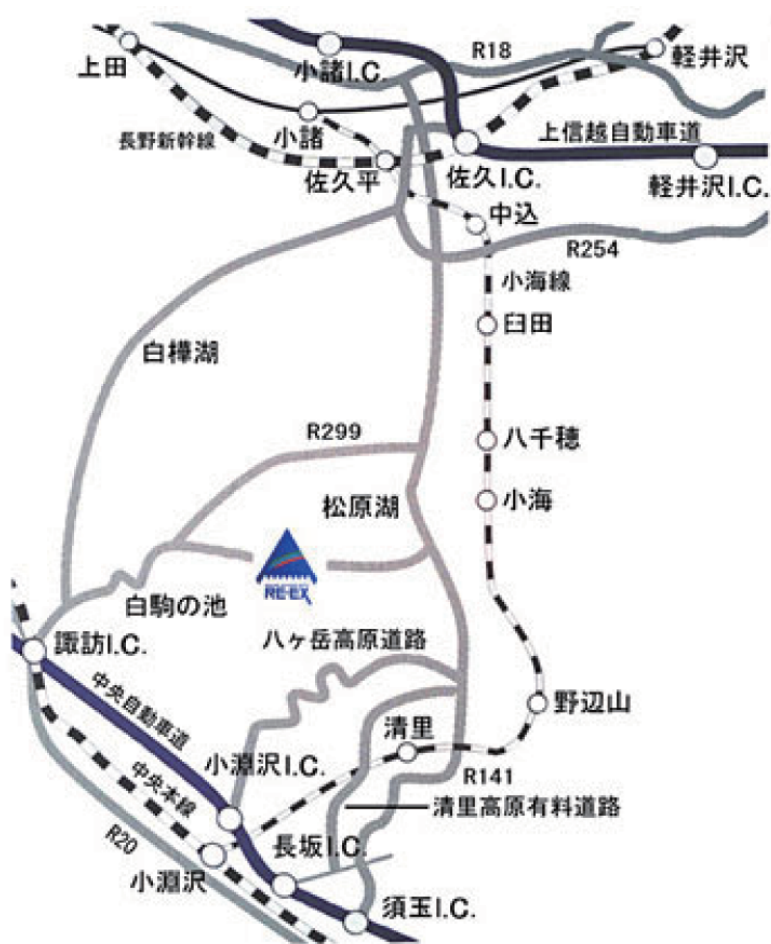 R18
軽井沢
上田
小諸I.C.
小諸
長野新幹線
上信越自動車道
佐久平
佐久I.C.
軽井沢I.C.
中込
R254
小海線
臼田
白樺湖
R299
八千穂
松原湖
小海
RE-EX
白駒の池
八ヶ岳高原道路
諏訪I.C.
中央自動車道
野辺山
清里
小淵沢I.C.
R141
中央本線
清里高原有料道路
R20
長坂I.C.
小淵沢
須玉I.C.